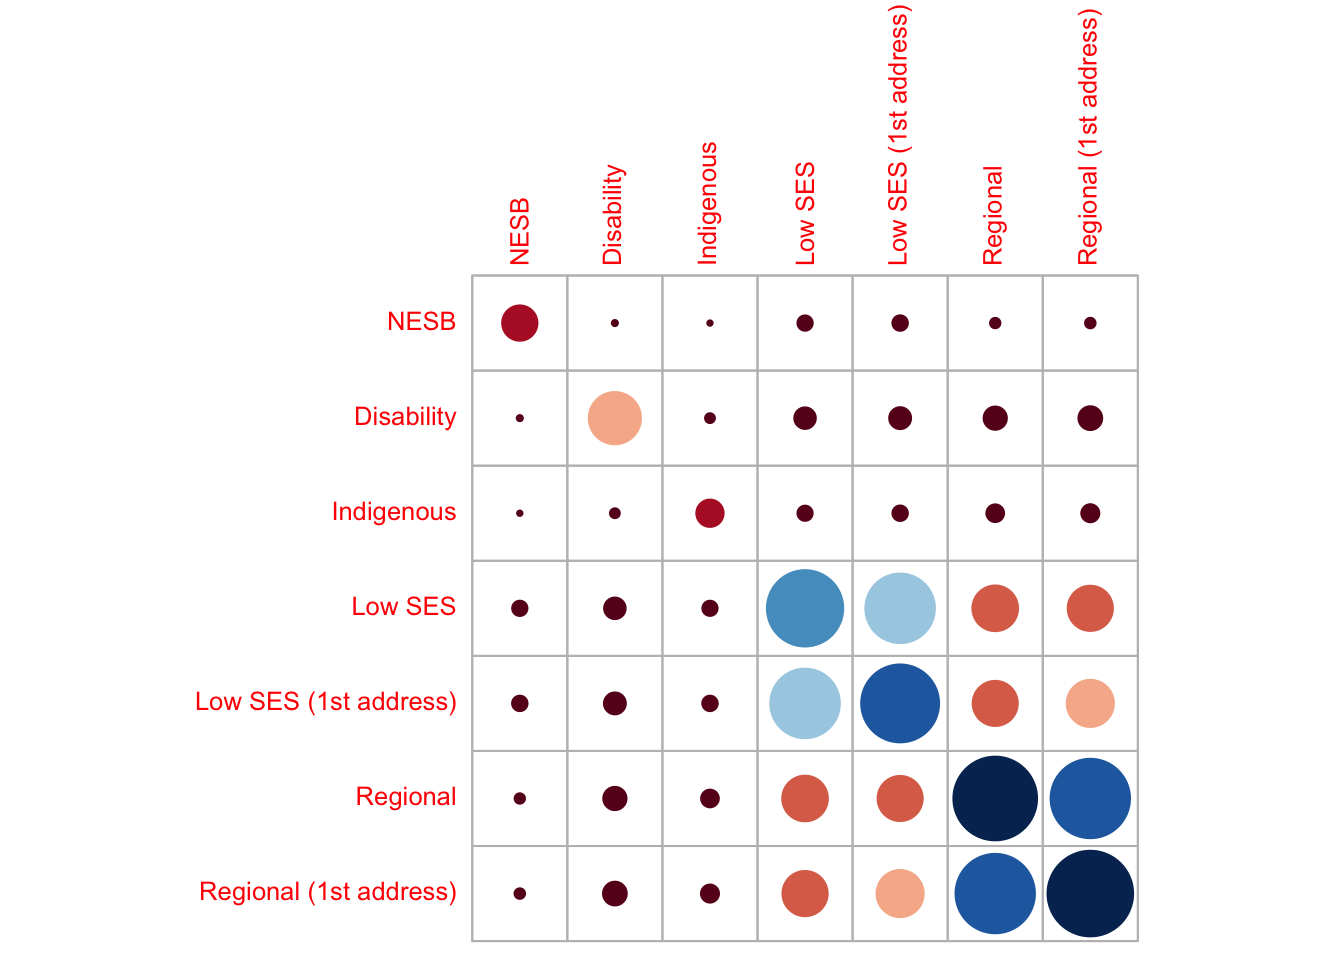 NESB
Disability
Indigenous
Low SES
Low SES (1st address)
Regional
Regional (1st address)
NESB
Disability
Indigenous
Low SES
Low SES (1st address)
Regional
Regional (1st address)